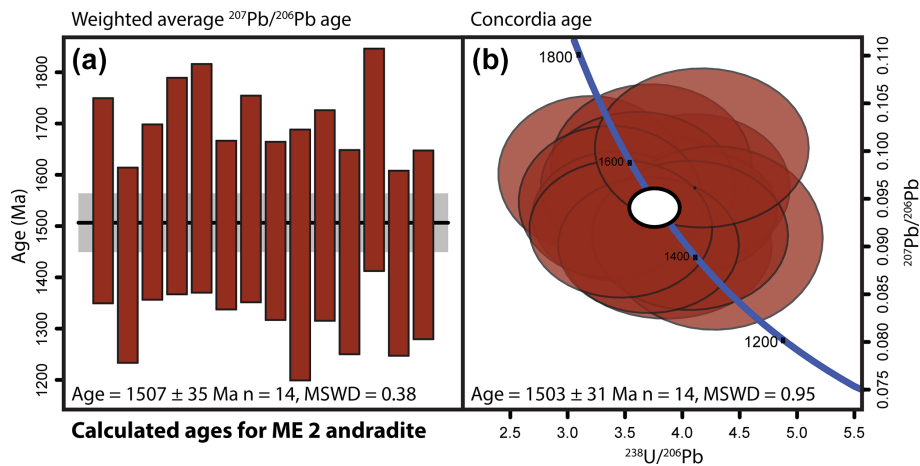 Weighted average ²⁰⁷Pb/²⁰⁶Pb age
Concordia age
(a)
(b)
Age (Ma)
1800
1700
1600
1500
1400
1300
1200
1800
1600
1400
1200
0.110
0.105
0.100
0.095
0.090
0.085
0.080
0.075
²⁰⁷Pb/²⁰⁶Pb
Age = 1507 ± 35 Ma n = 14, MSWD = 0.38
Age = 1503 ± 31 Ma n = 14, MSWD = 0.95
2.5 3.0 3.5 4.0 4.5 5.0 5.5
²³⁸U/²⁰⁶Pb
Calculated ages for ME 2 andradite